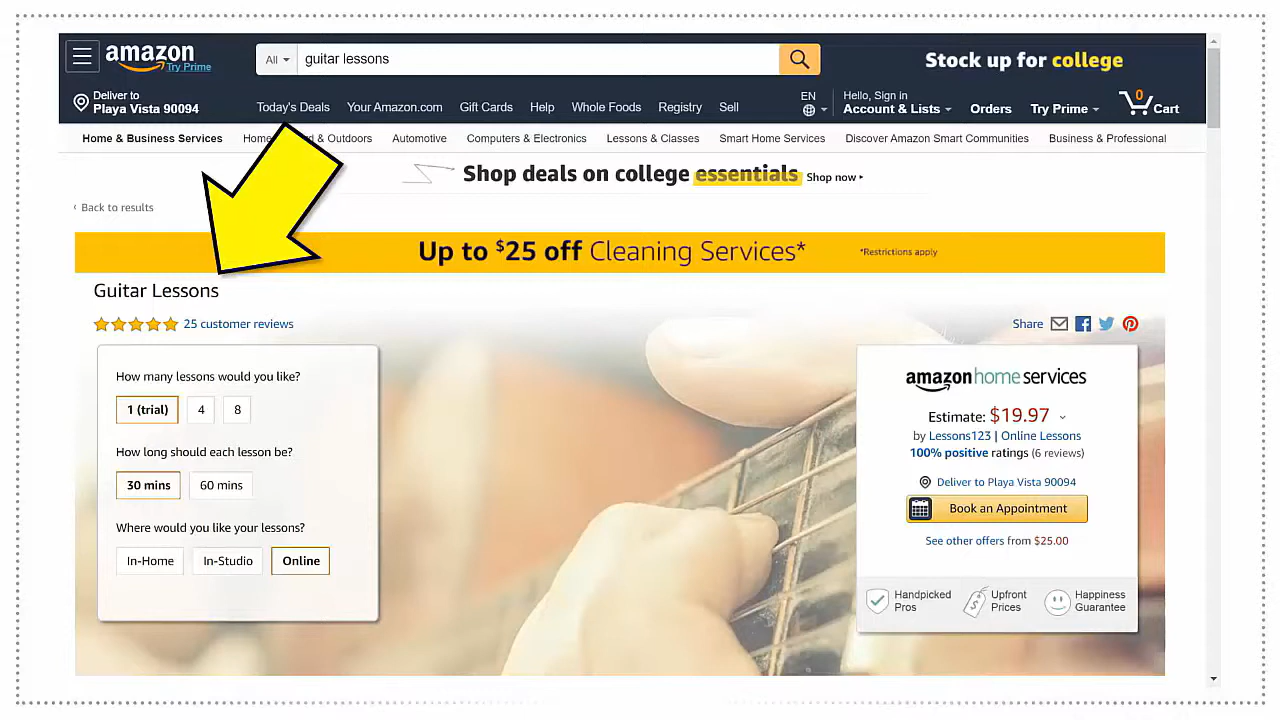 amazon
Try Prime
All
guitar lessons
Stock up for college
Deliver to
Playa Vista 90094
Today's Deals Your Amazon.com Gift Cards Help Whole Foods Registry Sell
EN
Hello, Sign in
Account & Lists
Orders
Try Prime
0
Cart
Home & Business Services Hom d & Outdoors Automotive Computers & Electronics Lessons & Classes Smart Home Services Discover Amazon Smart Communities Business & Professional
Shop deals on college essentials Shop now
Back to results
Up to $25 off Cleaning Services* *Restrictions apply
Guitar Lessons
25 customer reviews
Share
How many lessons would you like?
1 (trial) 4 8
How long should each lesson be?
30 mins 60 mins
Where would you like your lessons?
In-Home In-Studio Online
amazon home services
Estimate: $19.97
by Lessons123 | Online Lessons
100% positive ratings (6 reviews)
Deliver to Playa Vista 90094
Book an Appointment
See other offers from $25.00
Handpicked
Pros
Upfront
Prices
Happiness
Guarantee